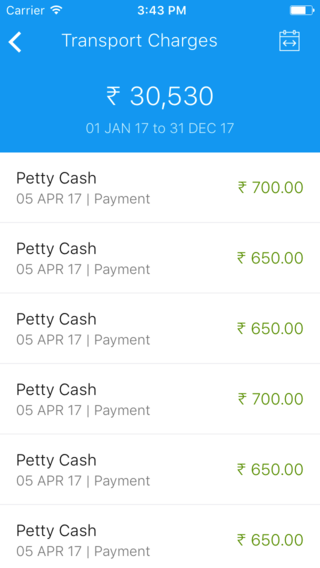 Carrier 3:43 PM
Transport Charges
₹ 30,530
01 JAN 17 to 31 DEC 17
Petty Cash
₹ 700.00
05 APR 17 | Payment
Petty Cash
₹ 650.00
05 APR 17 | Payment
Petty Cash
₹ 650.00
05 APR 17 | Payment
Petty Cash
₹ 700.00
05 APR 17 | Payment
Petty Cash
₹ 650.00
05 APR 17 | Payment
Petty Cash
₹ 650.00
05 APR 17 | Payment